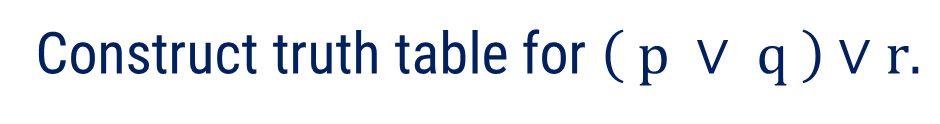 Construct truth table for ( p ∨ q ) ∨ r.